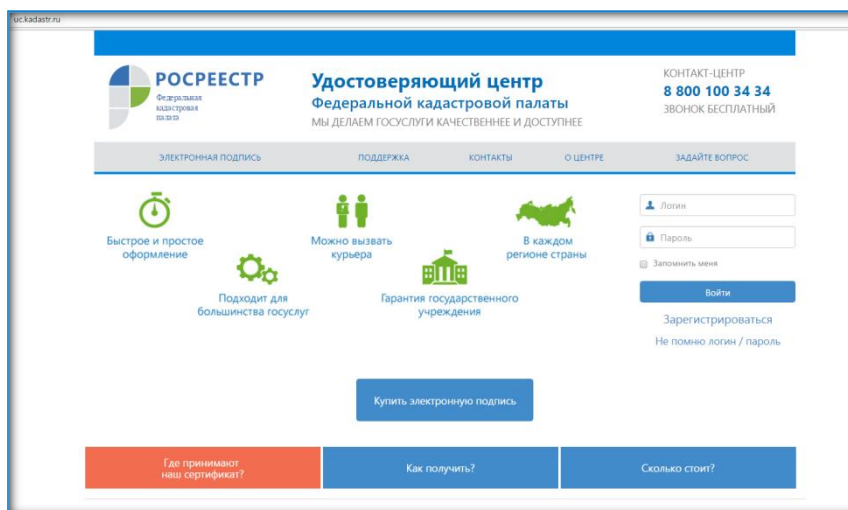 uc.kadastr.ru
РОСРЕЕСТР
Федеральная
кадастровая
палата
Удостоверяющий центр
Федеральной кадастровой палаты
МЫ ДЕЛАЕМ ГОСУСЛУГИ КАЧЕСТВЕННЕЕ И ДОСТУПНЕЕ
КОНТАКТ-ЦЕНТР
8 800 100 34 34
ЗВОНОК БЕСПЛАТНЫЙ
ЭЛЕКТРОННАЯ ПОДПИСЬ ПОДДЕРЖКА КОНТАКТЫ О ЦЕНТРЕ ЗАДАЙТЕ ВОПРОС
Быстрое и простое
оформление
Можно вызвать
курьера
В каждом
регионе страны
Подходит для
большинства госуслуг
Гарантия государственного
учреждения
Логин
Пароль
Запомнить меня
Войти
Зарегистрироваться
Не помню логин / пароль
Купить электронную подпись
Где принимают
наш сертификат?
Как получить?
Сколько стоит?